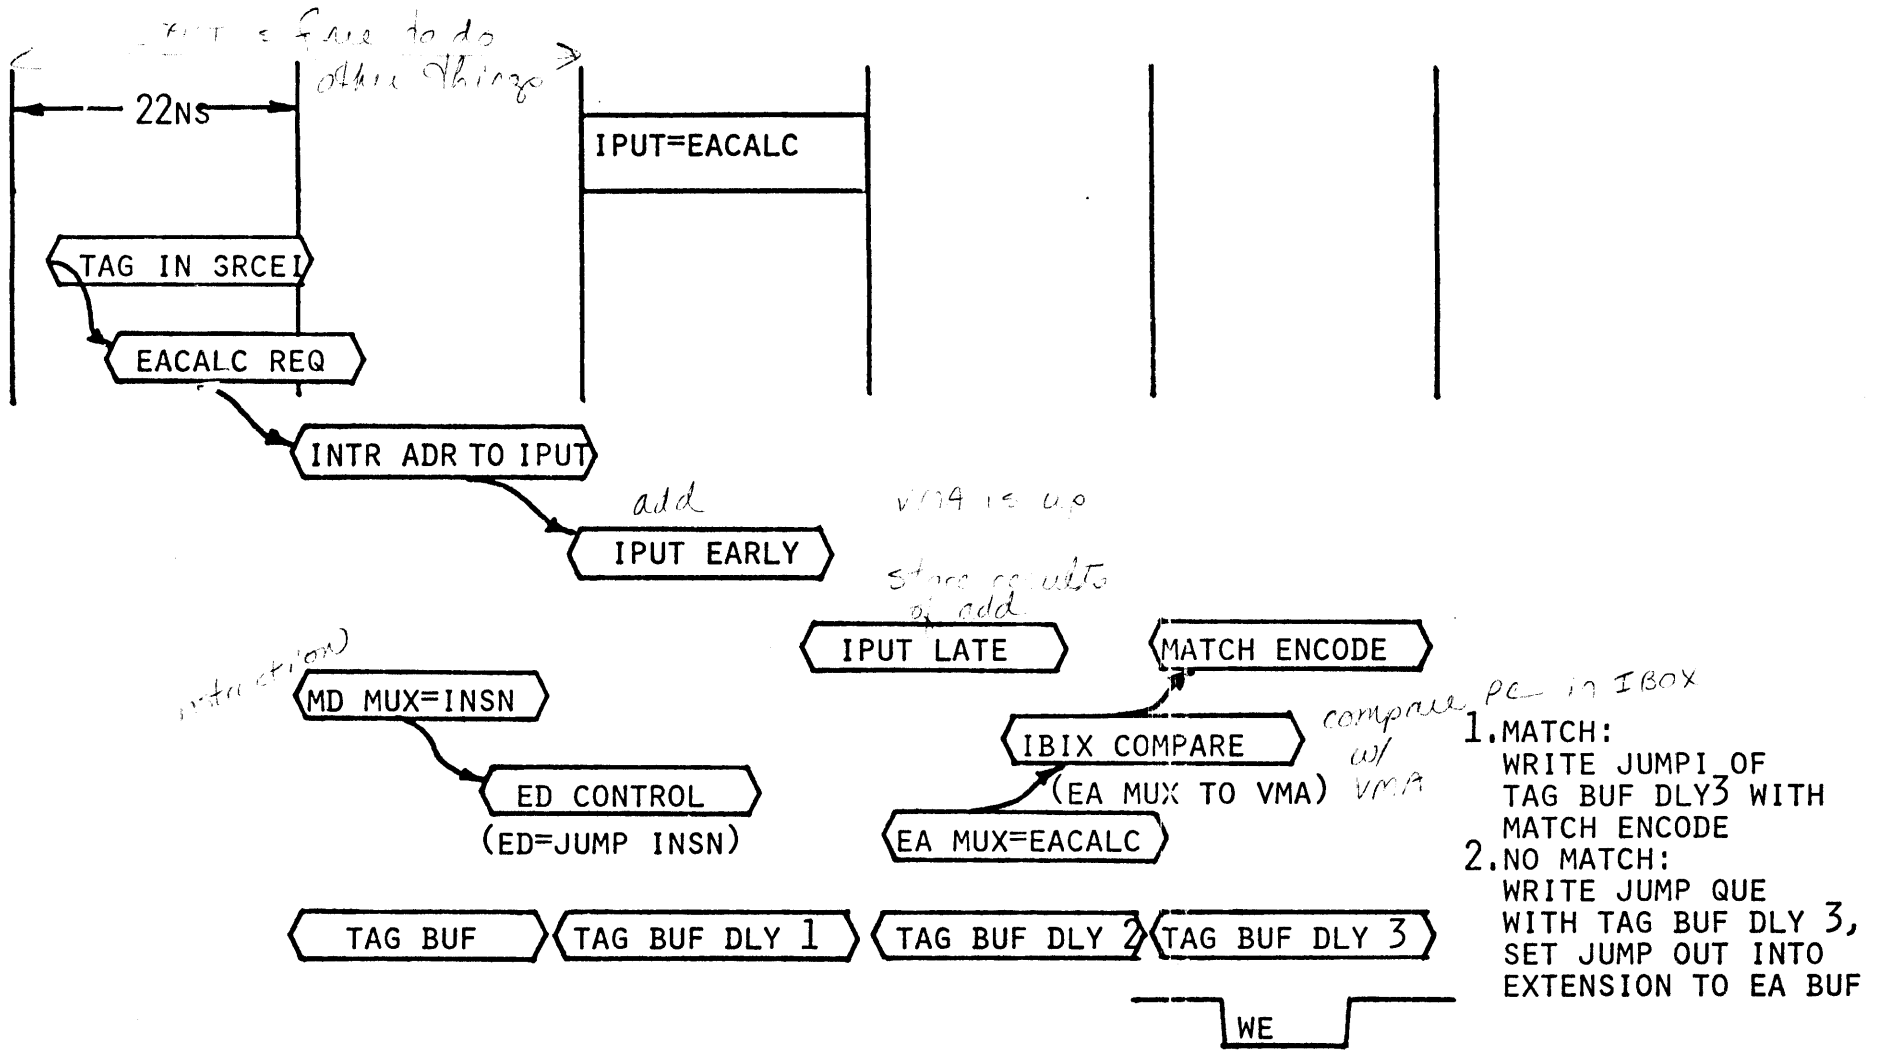 is free to do
other things
22NS
IPUT=EACALC
TAG IN SRCEI
EACALC REQ
INTR ADR TO IPUT
add
VMA is up
IPUT EARLY
store results
of add
IPUT LATE
MATCH ENCODE
instruction
MD MUX=INSN
compare PC in IBOX
w/
VMA
IBIX COMPARE
(EA MUX TO VMA)
ED CONTROL
(ED=JUMP INSN)
EA MUX=EACALC
1.MATCH:
WRITE JUMPI OF
TAG BUF DLY3 WITH
MATCH ENCODE
2.NO MATCH:
WRITE JUMP QUE
WITH TAG BUF DLY 3,
SET JUMP OUT INTO
EXTENSION TO EA BUF
TAG BUF
TAG BUF DLY 1
TAG BUF DLY 2
TAG BUF DLY 3
WE